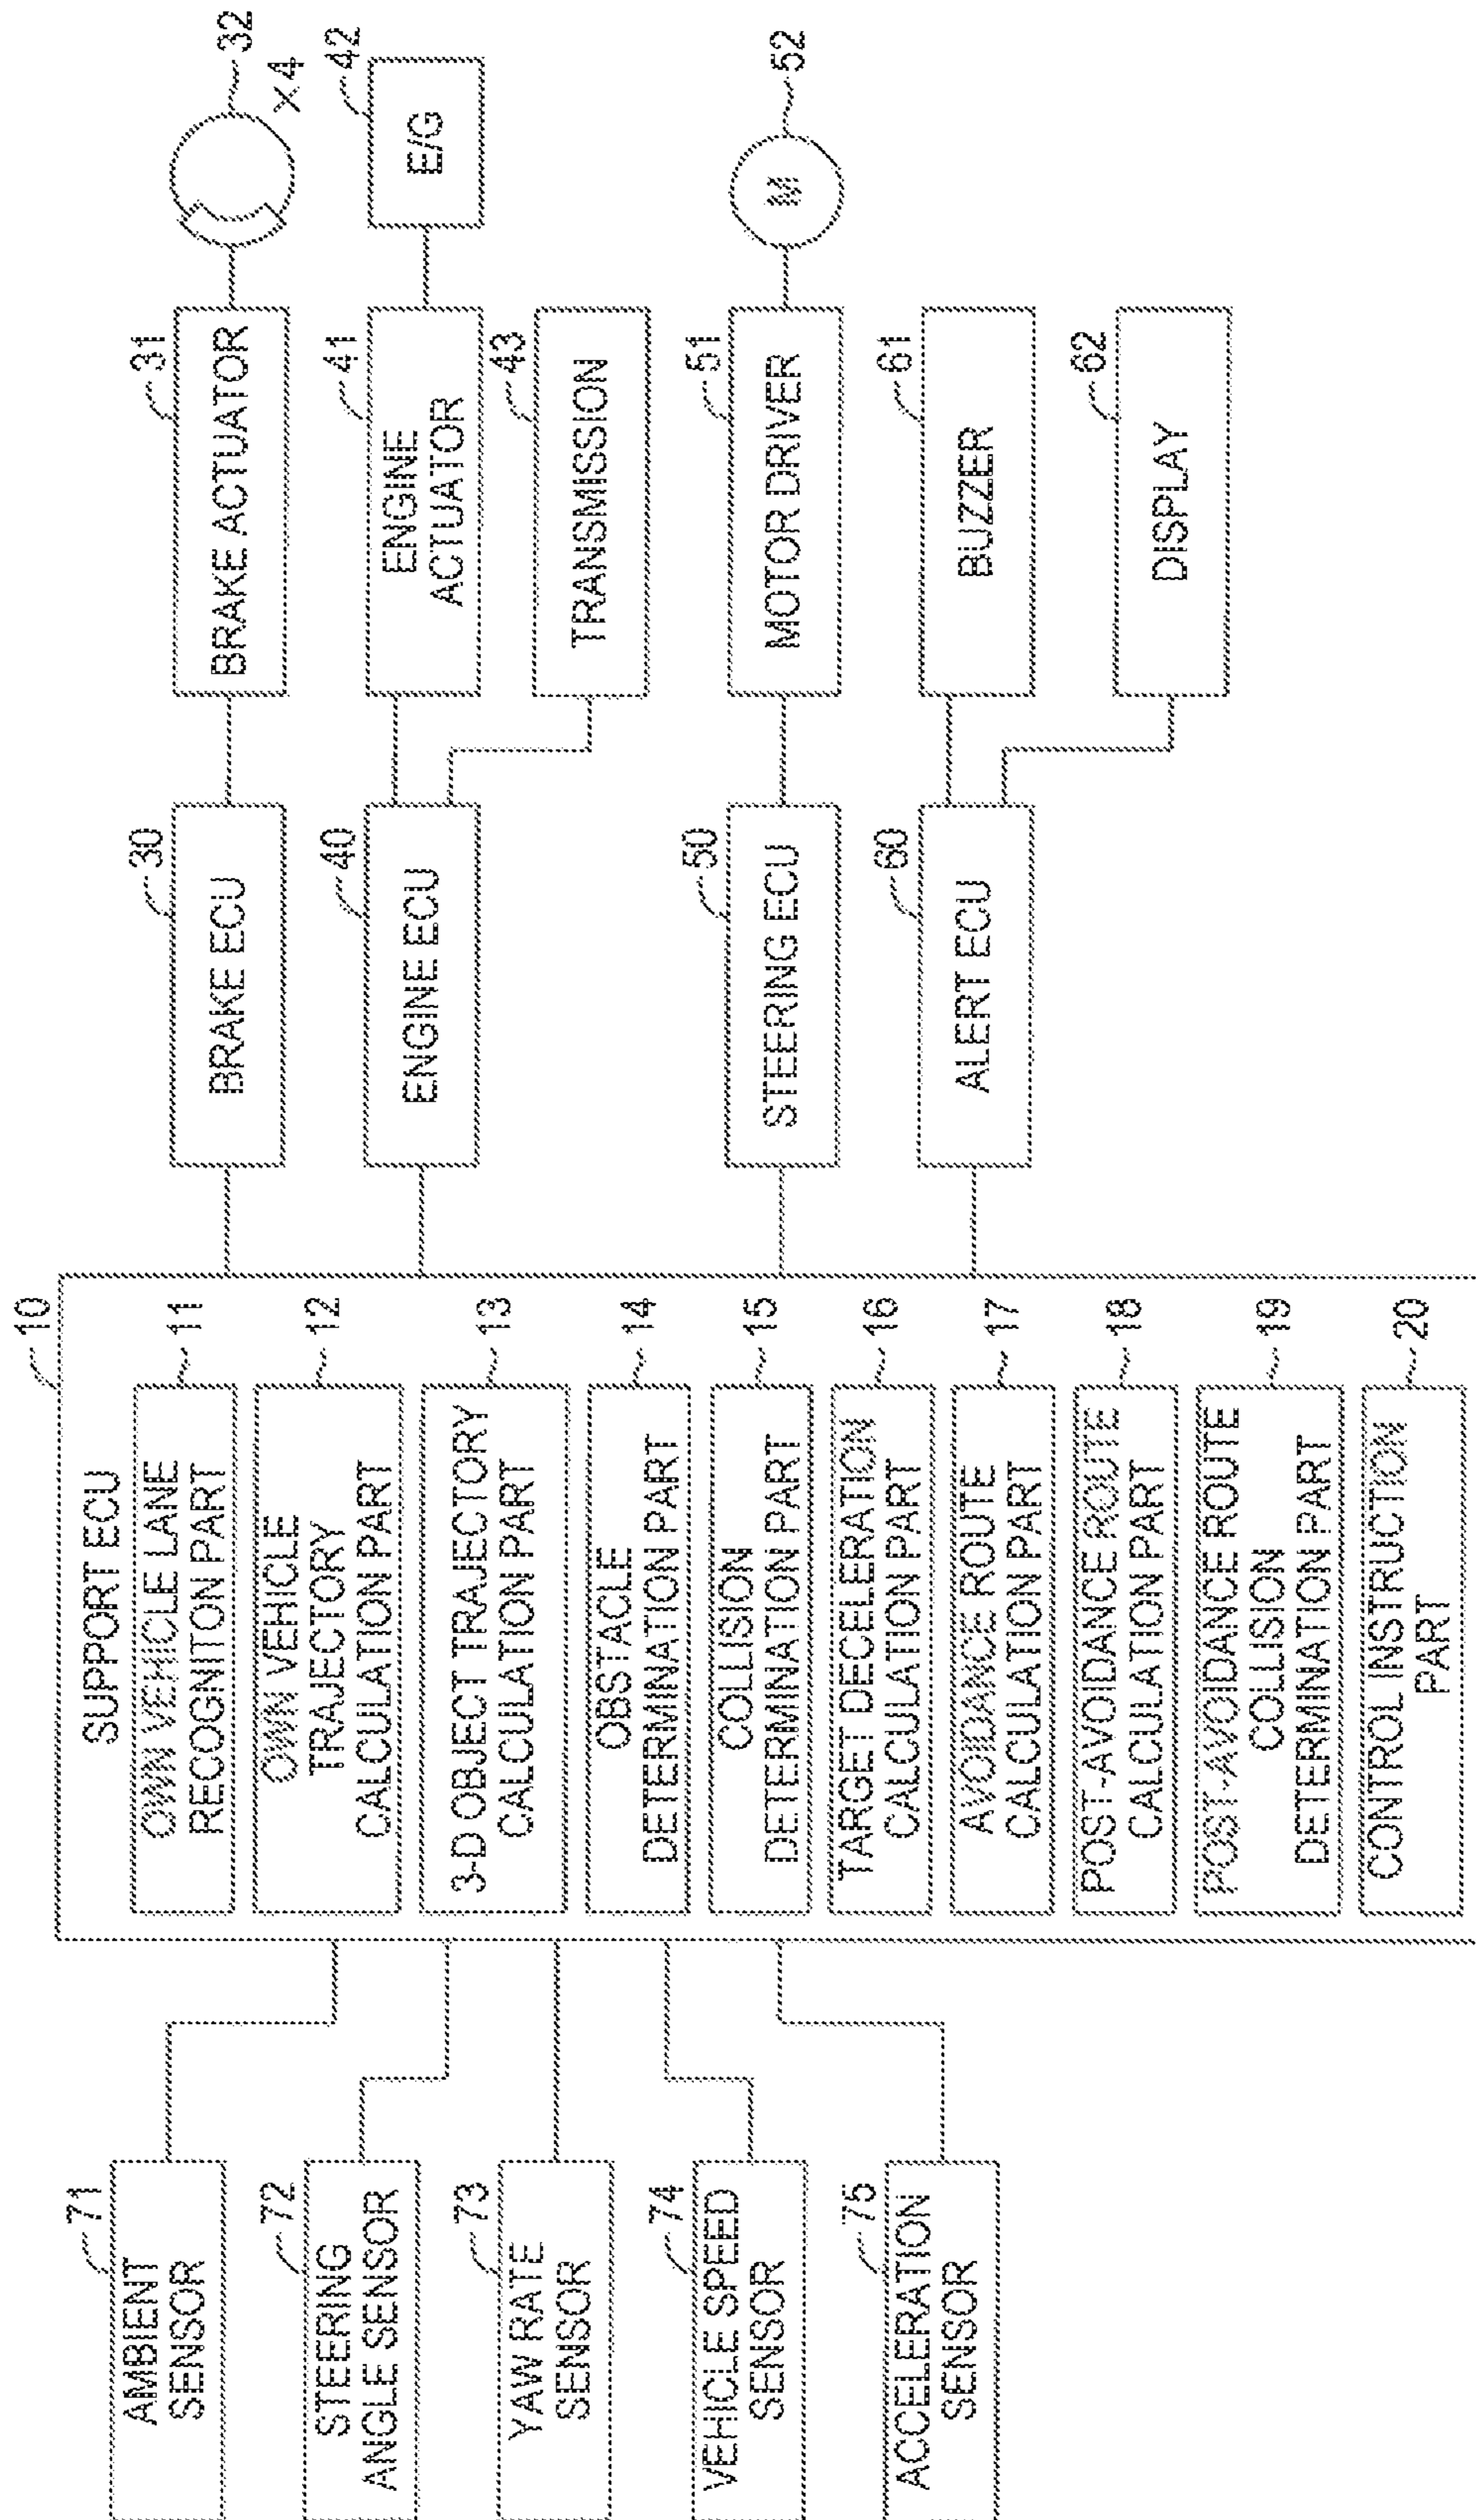 71
AMBIENT
SENSOR
72
STEERING
ANGLE SENSOR
73
YAW RATE
SENSOR
74
VEHICLE SPEED
SENSOR
75
ACCELERATION
SENSOR
10
SUPPORT ECU
OWN VEHICLE LANE
RECOGNITON PART
11
OWN VEHICLE
TRAJECTORY
CALCULATION PART
12
3-D OBJECT TRAJECTORY
CALCULATION PART
13
OBSTACLE
DETERMINATION PART
14
COLLISION
DETERMINATION PART
15
TARGET DECELERATION
CALCULATION PART
16
AVOIDANCE ROUTE
CALCULATION PART
17
POST-AVOIDANCE ROUTE
CALCULATION PART
18
POST-AVOIDANCE ROUTE
COLLISION
DETERMINATION PART
19
CONTROL INSTRUCTION
PART
20
30
BRAKE ECU
40
ENGINE ECU
50
STEERING ECU
60
ALERT ECU
31
BRAKE ACTUATOR
41
ENGINE
ACTUATOR
43
TRANSMISSION
51
MOTOR DRIVER
61
BUZZER
62
DISPLAY
32
×4
42
E/G
52
M